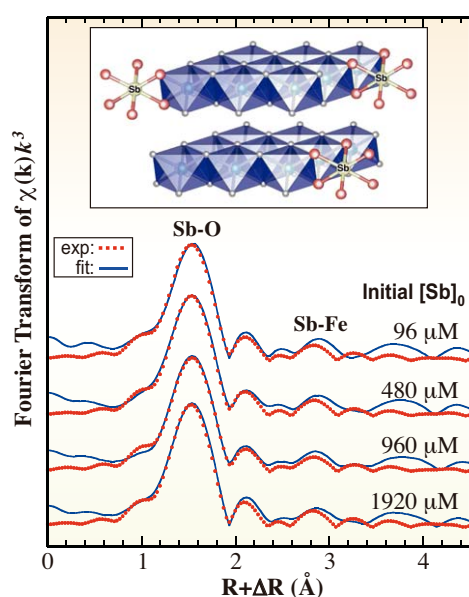 Fourier Transform of χ(k)k³
Sb
Sb
Sb
Sb-O
exp:
fit:
Initial [Sb]₀
Sb-Fe
96 µM
480 µM
960 µM
1920 µM
0 1 2 3 4
R+ΔR (Å)